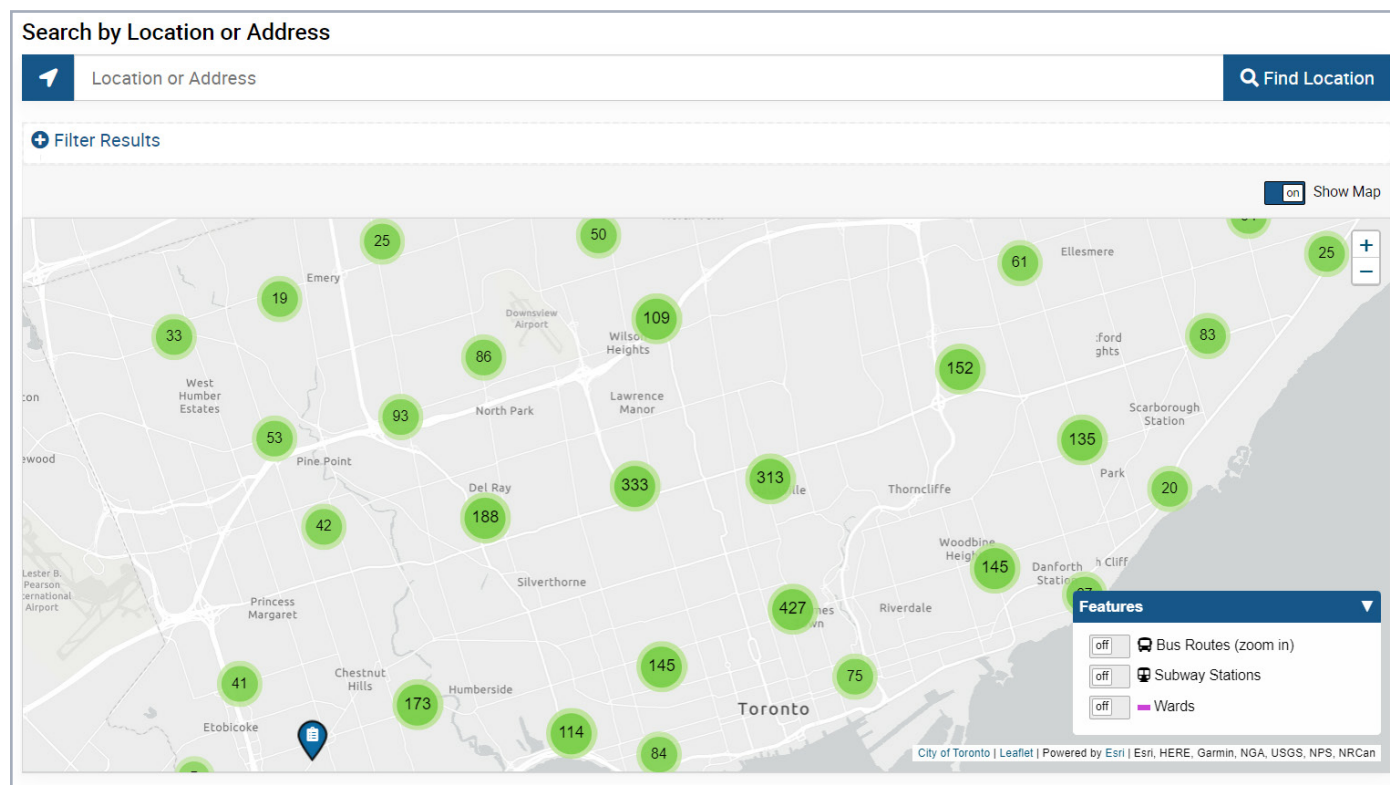 Search by Location or Address
Location or Address
Find Location
Filter Results
on
Show Map
50
25
61
Ellesmere
25
+
−
Emery
19
Downsview
Airport
109
33
Heights
86
83
152
West
Humber
Estates
Lawrence
Manor
North Park
93
Scarborough
Station
53
135
Pine Point
Park
333
313
Del Ray
Thorncliffe
20
188
42
Woodbine
145
Danforth
Cliff
Lester B.
Pearson
Airport
Silverthorne
Princess
Margaret
427
Riverdale
Features
off
Bus Routes (zoom in)
off
Subway Stations
off
Wards
145
75
41
Chestnut
Hills
173
Humberside
Toronto
Etobicoke
114
84
City of Toronto | Leaflet | Powered by Esri | Esri, HERE, Garmin, NGA, USGS, NPS, NRCan